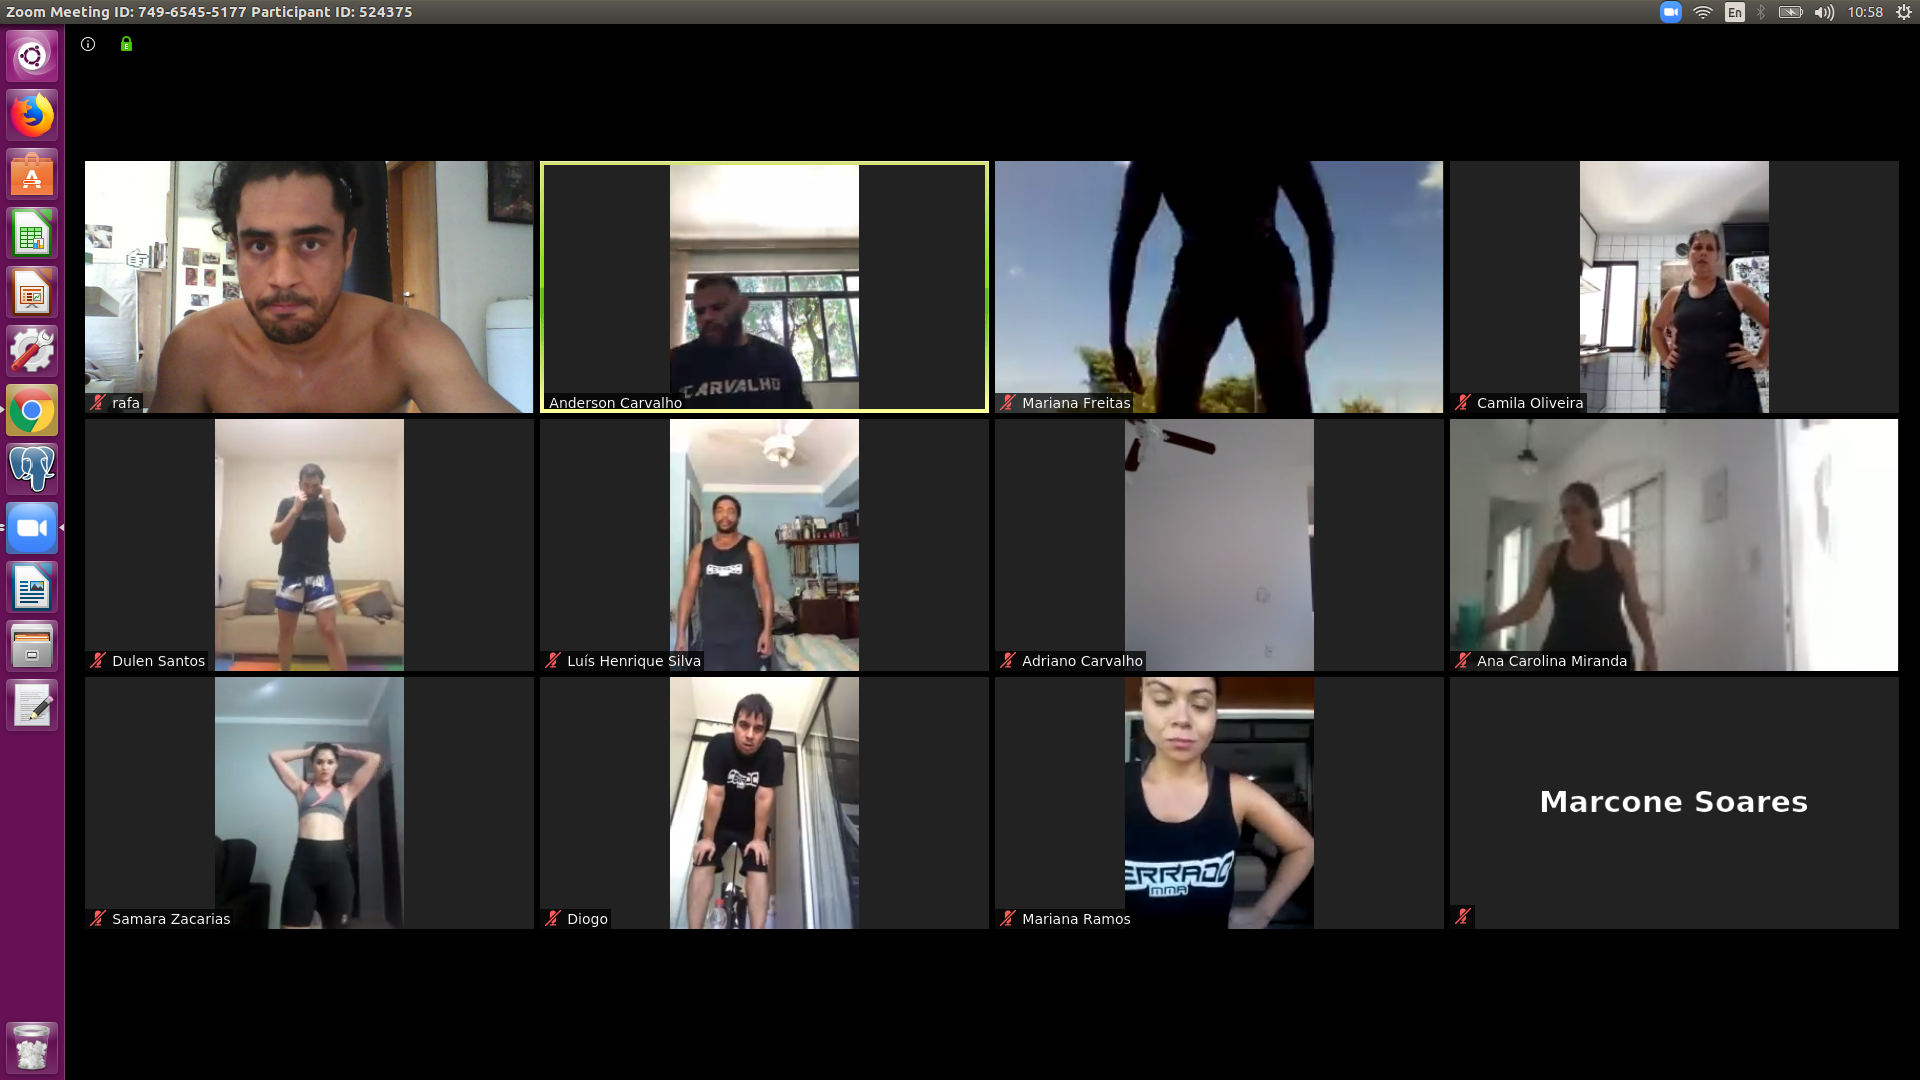 Zoom Meeting ID: 749-6545-5177 Participant ID: 524375
En
10:58
rafa
CARVALHO
Anderson Carvalho
Mariana Freitas
Camila Oliveira
Dulen Santos
Luís Henrique Silva
Adriano Carvalho
Ana Carolina Miranda
Samara Zacarias
Diogo
ERRADO
MMA
Mariana Ramos
Marcone Soares